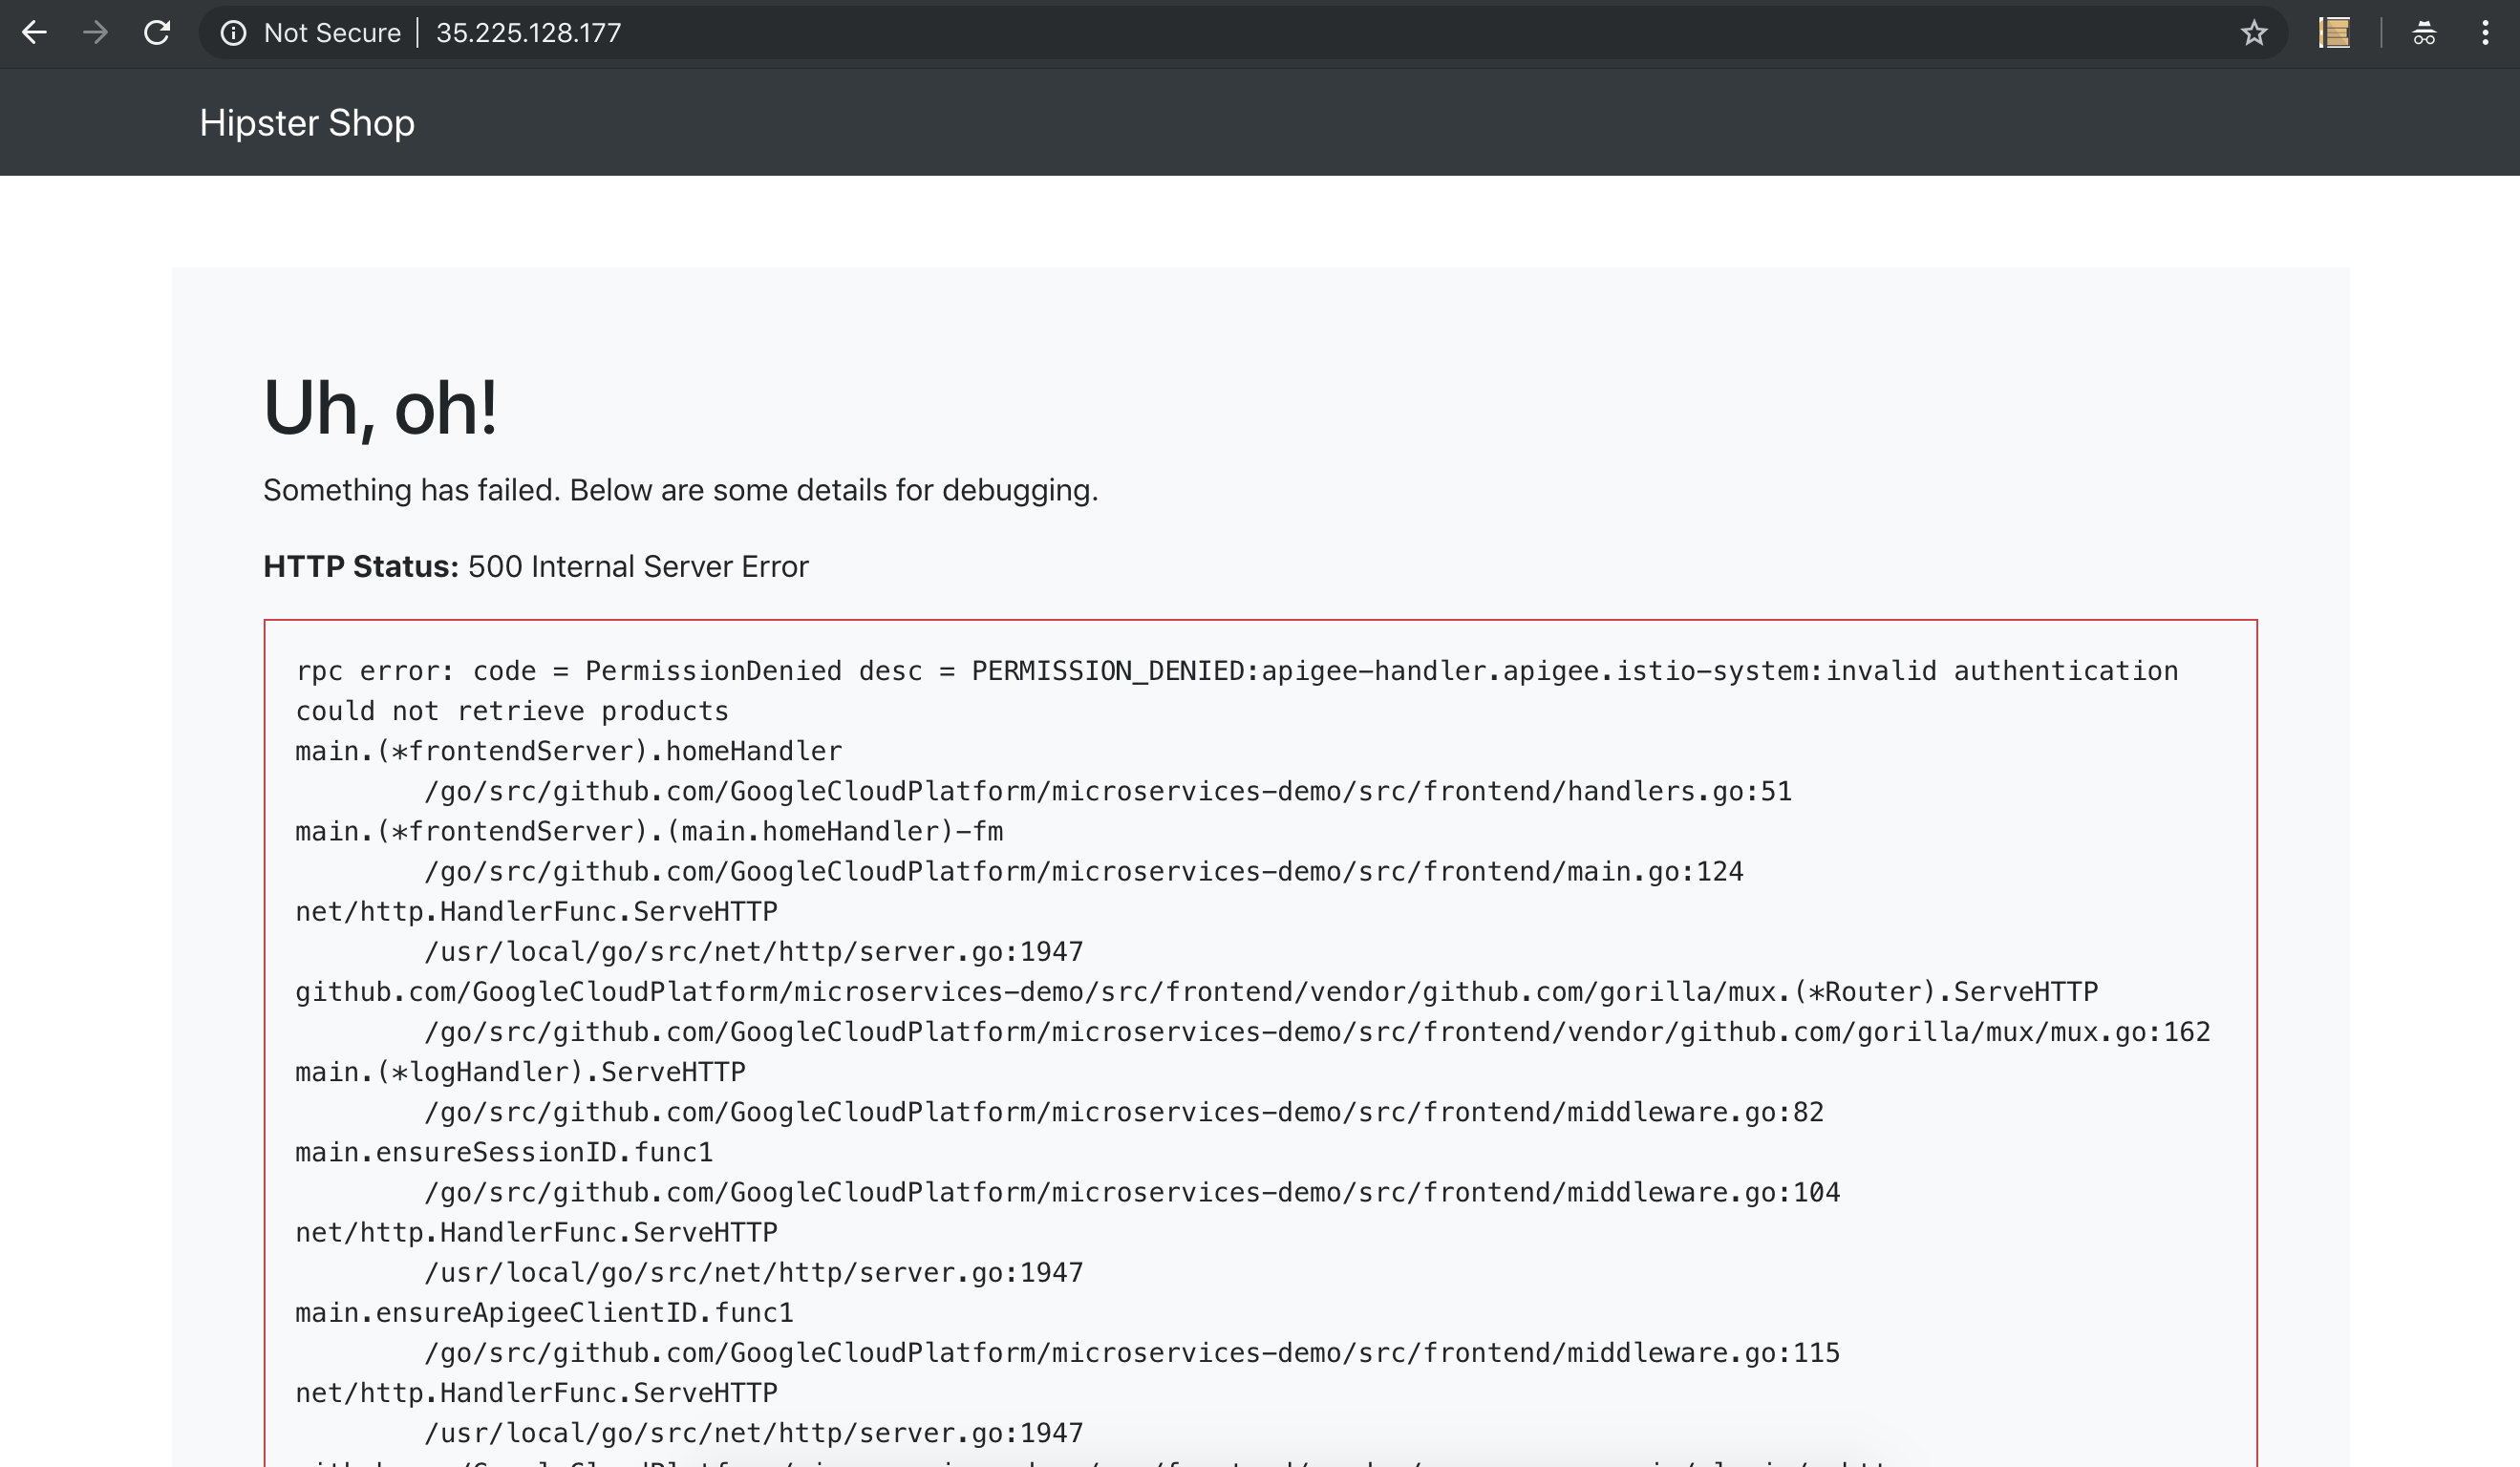 Not Secure | 35.225.128.177
Hipster Shop
Uh, oh!
Something has failed. Below are some details for debugging.
HTTP Status: 500 Internal Server Error
rpc error: code = PermissionDenied desc = PERMISSION_DENIED:apigee-handler.apigee.istio-system:invalid authentication
could not retrieve products
main.(*frontendServer).homeHandler
	/go/src/github.com/GoogleCloudPlatform/microservices-demo/src/frontend/handlers.go:51
main.(*frontendServer).(main.homeHandler)-fm
	/go/src/github.com/GoogleCloudPlatform/microservices-demo/src/frontend/main.go:124
net/http.HandlerFunc.ServeHTTP
	/usr/local/go/src/net/http/server.go:1947
github.com/GoogleCloudPlatform/microservices-demo/src/frontend/vendor/github.com/gorilla/mux.(*Router).ServeHTTP
	/go/src/github.com/GoogleCloudPlatform/microservices-demo/src/frontend/vendor/github.com/gorilla/mux/mux.go:162
main.(*logHandler).ServeHTTP
	/go/src/github.com/GoogleCloudPlatform/microservices-demo/src/frontend/middleware.go:82
main.ensureSessionID.func1
	/go/src/github.com/GoogleCloudPlatform/microservices-demo/src/frontend/middleware.go:104
net/http.HandlerFunc.ServeHTTP
	/usr/local/go/src/net/http/server.go:1947
main.ensureApigeeClientID.func1
	/go/src/github.com/GoogleCloudPlatform/microservices-demo/src/frontend/middleware.go:115
net/http.HandlerFunc.ServeHTTP
	/usr/local/go/src/net/http/server.go:1947